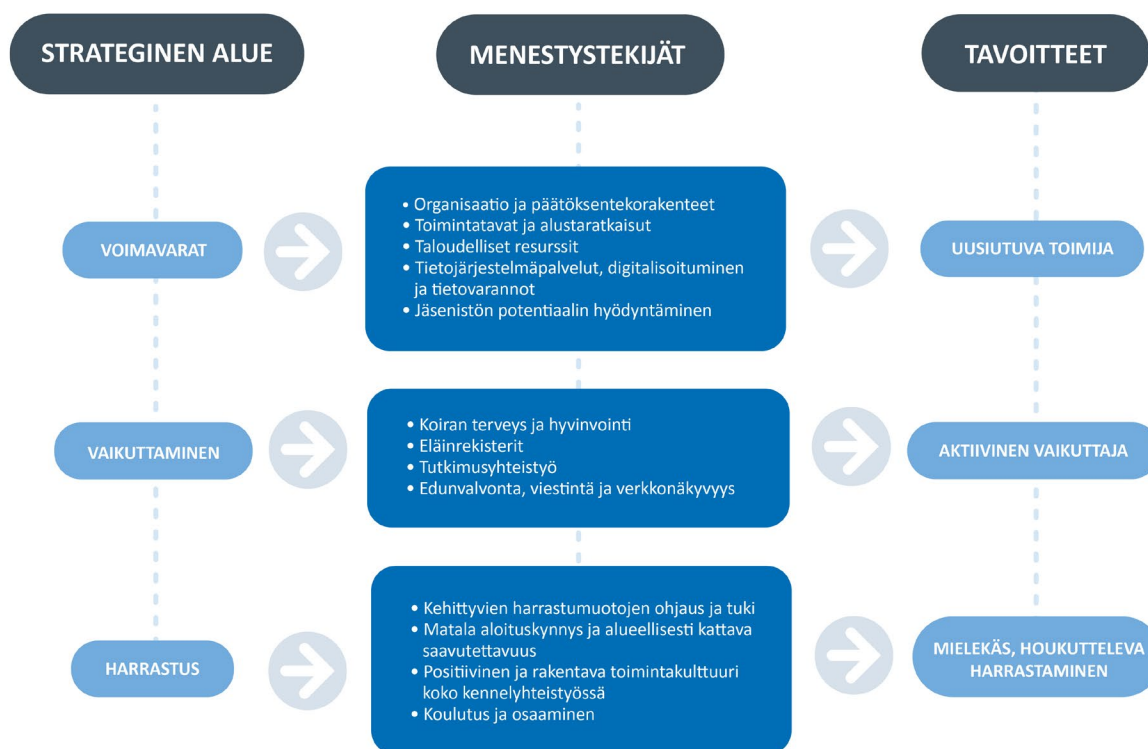 STRATEGINEN ALUE
MENESTYSTEKIJÄT
TAVOITTEET
VOIMAVARAT
• Organisaatio ja päätöksentekorakenteet
• Toimintatavat ja alustaratkaisut
• Taloudelliset resurssit
• Tietojärjestelmäpalvelut, digitalisoituminen
ja tietovarannot
• Jäsenistön potentiaalin hyödyntäminen
UUSIUTUVA TOIMIJA
VAIKUTTAMINEN
• Koiran terveys ja hyvinvointi
• Eläinrekisterit
• Tutkimusyhteistyö
• Edunvalvonta, viestintä ja verkkonäkyvyys
AKTIIVINEN VAIKUTTAJA
HARRASTUS
• Kehittyvien harrastumuotojen ohjaus ja tuki
• Matala aloituskynnys ja alueellisesti kattava
saavutettavuus
• Positiivinen ja rakentava toimintakulttuuri
koko kennelyhteistyössä
• Koulutus ja osaaminen
MIELEKÄS, HOUKUTTELEVA
HARRASTAMINEN